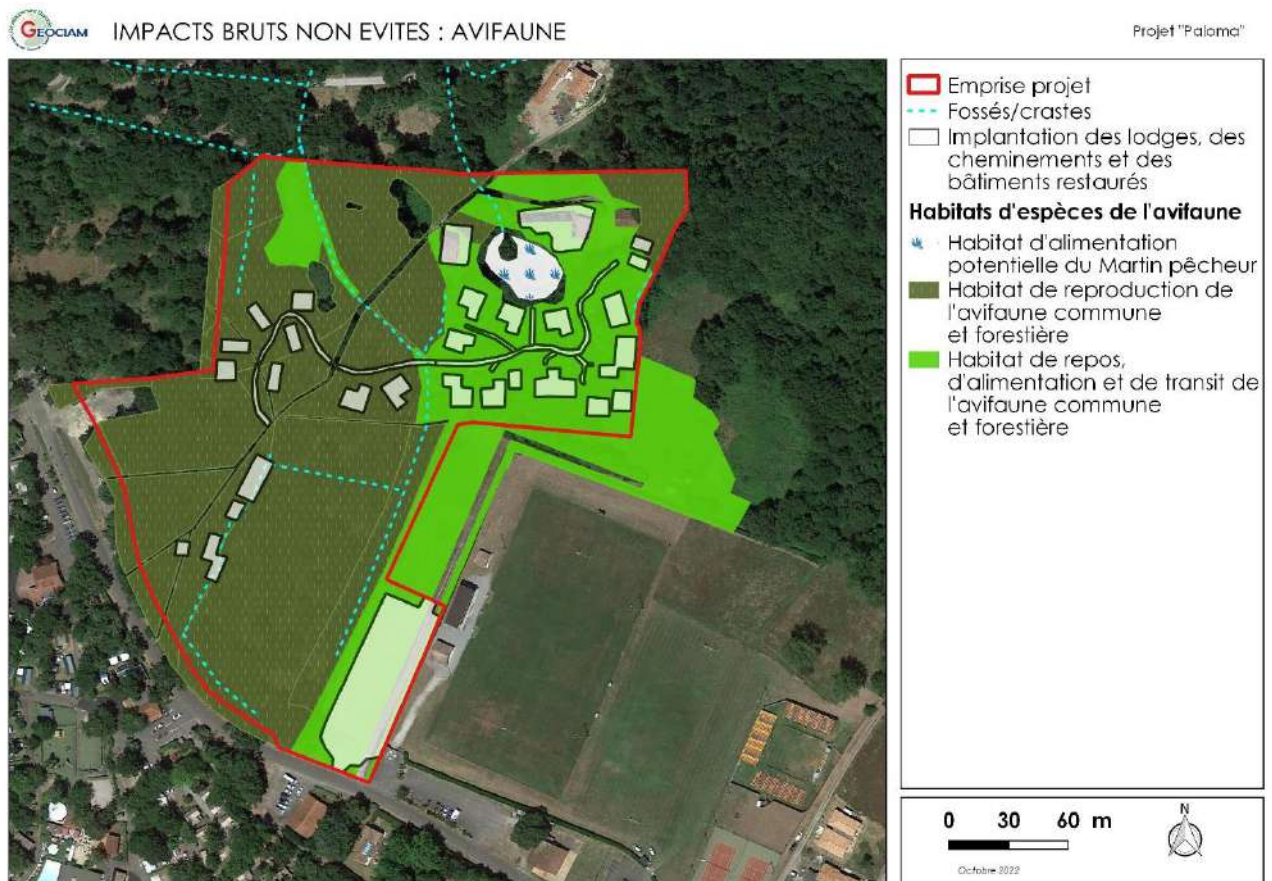 GEOCIAM
IMPACTS BRUTS NON EVITES : AVIFAUNE
Projet "Paloma"
Emprise projet
Fossés/crastes
Implantation des lodges, des
cheminements et des
bâtiments restaurés
Habitats d'espèces de l'avifaune
Habitat d'alimentation
potentielle du Martin pêcheur
Habitat de reproduction de
l'avifaune commune
et forestière
Habitat de repos,
d'alimentation et de transit de
l'avifaune commune
et forestière
0 30 60 m
N
Octobre 2022